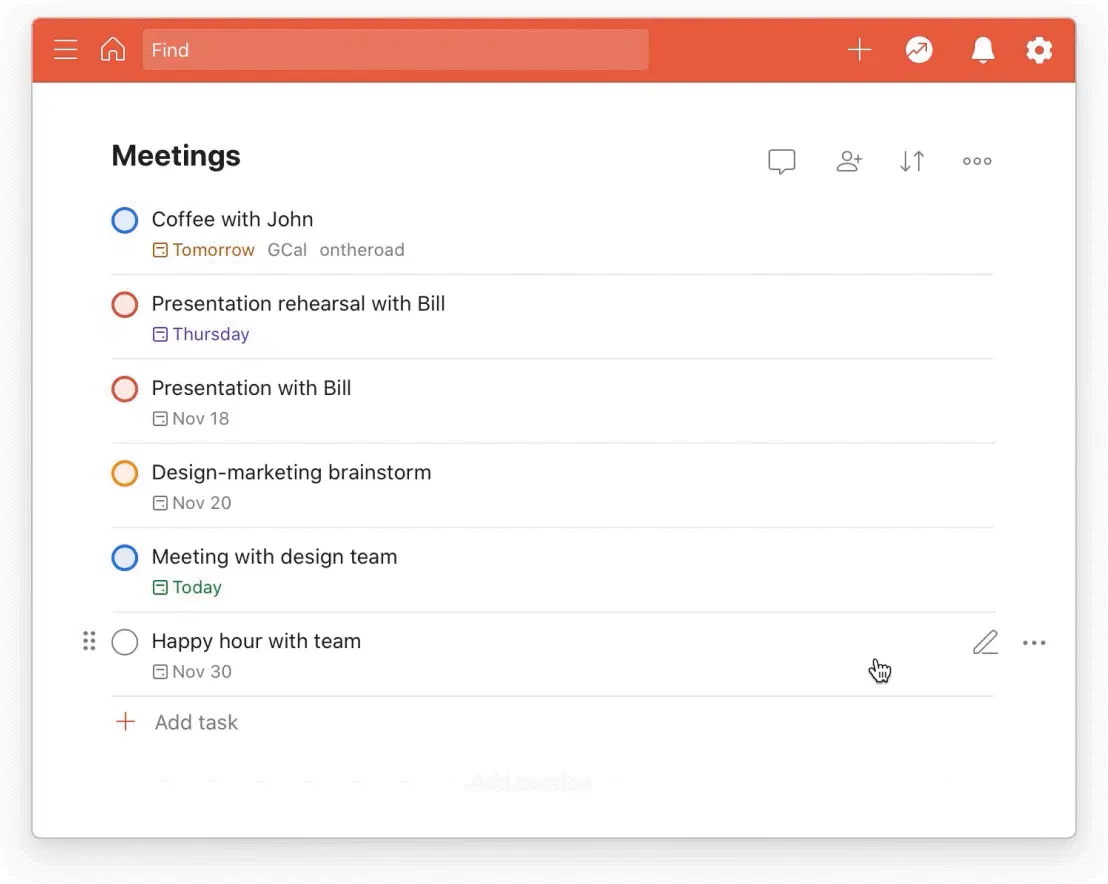 Find
Meetings
Coffee with John
Tomorrow GCal ontheroad
Presentation rehearsal with Bill
Thursday
Presentation with Bill
Nov 18
Design-marketing brainstorm
Nov 20
Meeting with design team
Today
Happy hour with team
Nov 30
Add task
Add section